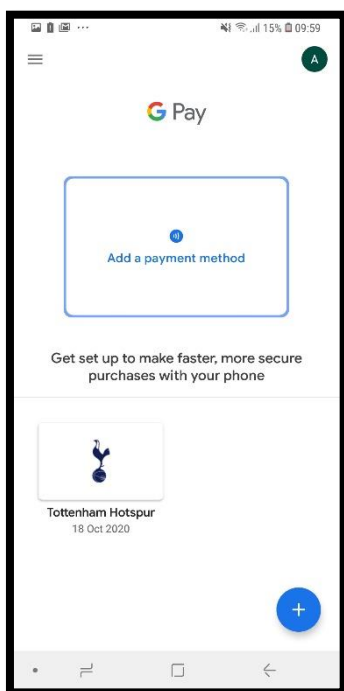 15% 09:59
A
G Pay
Add a payment method
Get set up to make faster, more secure
purchases with your phone
Tottenham Hotspur
18 Oct 2020